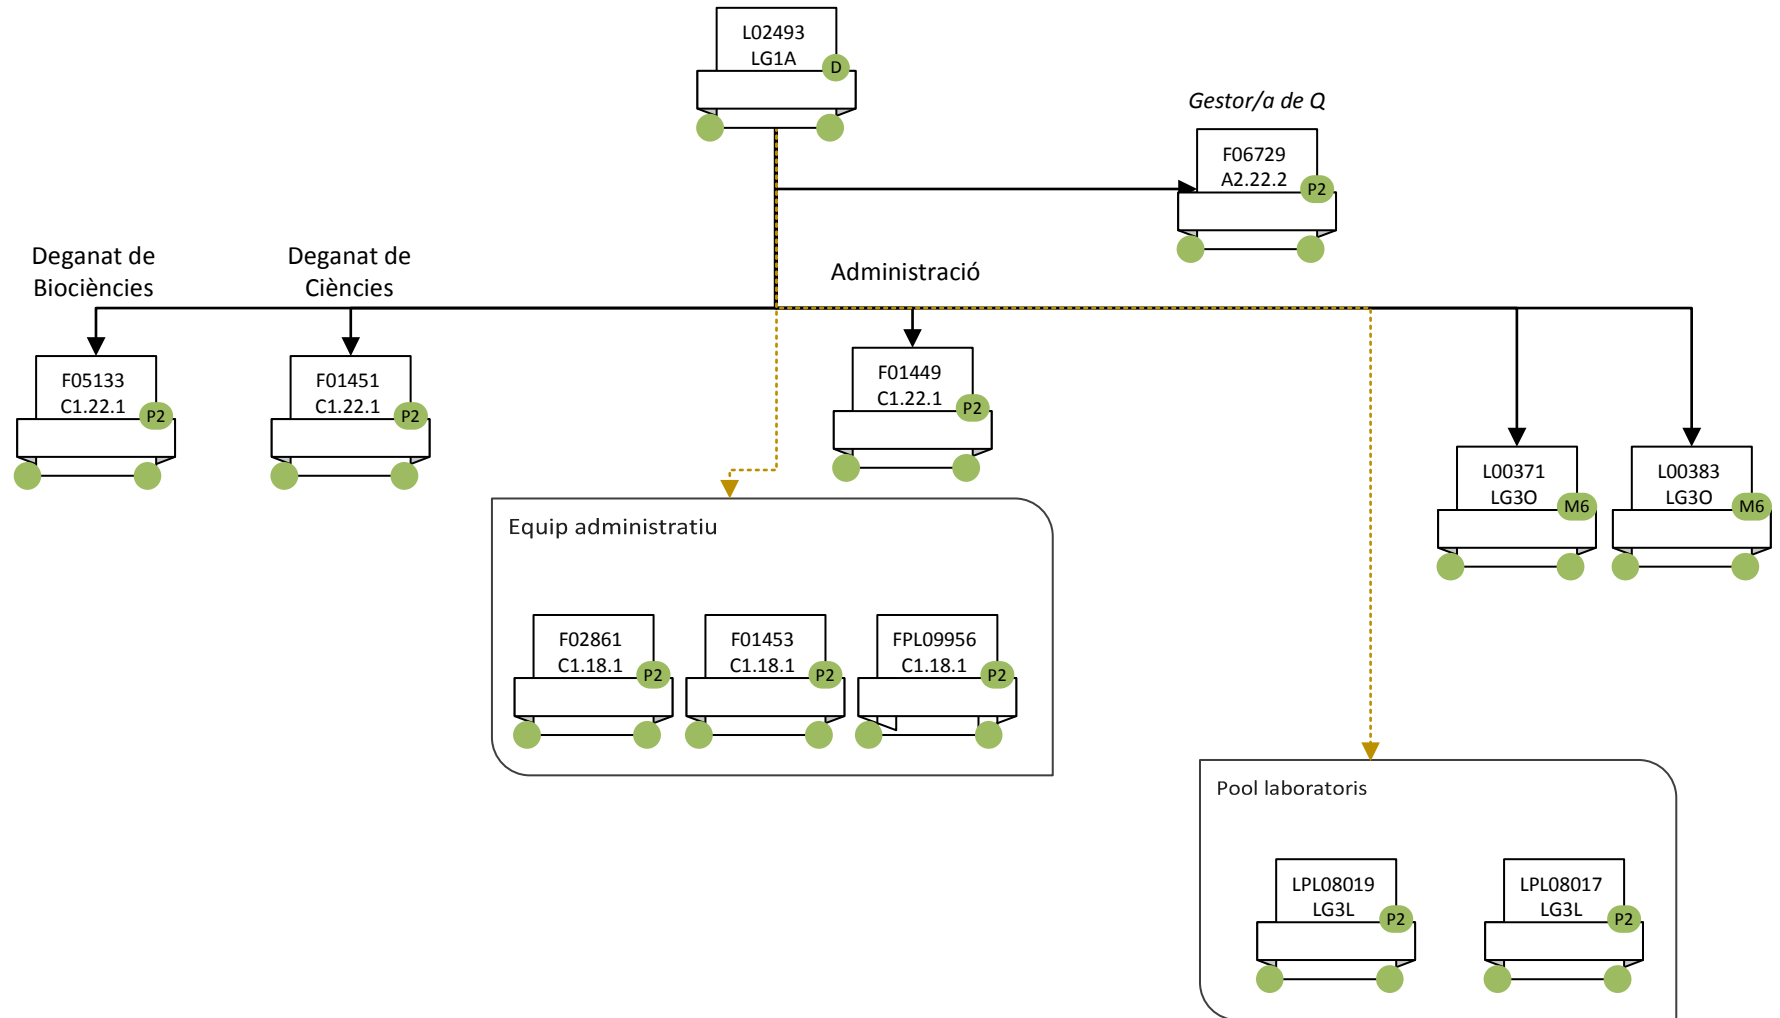 L02493
LG1A
D
Gestor/a de Q
F06729
A2.22.2
P2
Deganat de
Biociències
Deganat de
Ciències
Administració
F05133
C1.22.1
P2
F01451
C1.22.1
P2
F01449
C1.22.1
P2
L00371
LG3O
M6
L00383
LG3O
M6
Equip administratiu
F02861
C1.18.1
P2
F01453
C1.18.1
P2
FPL09956
C1.18.1
P2
Pool laboratoris
LPL08019
LG3L
P2
LPL08017
LG3L
P2